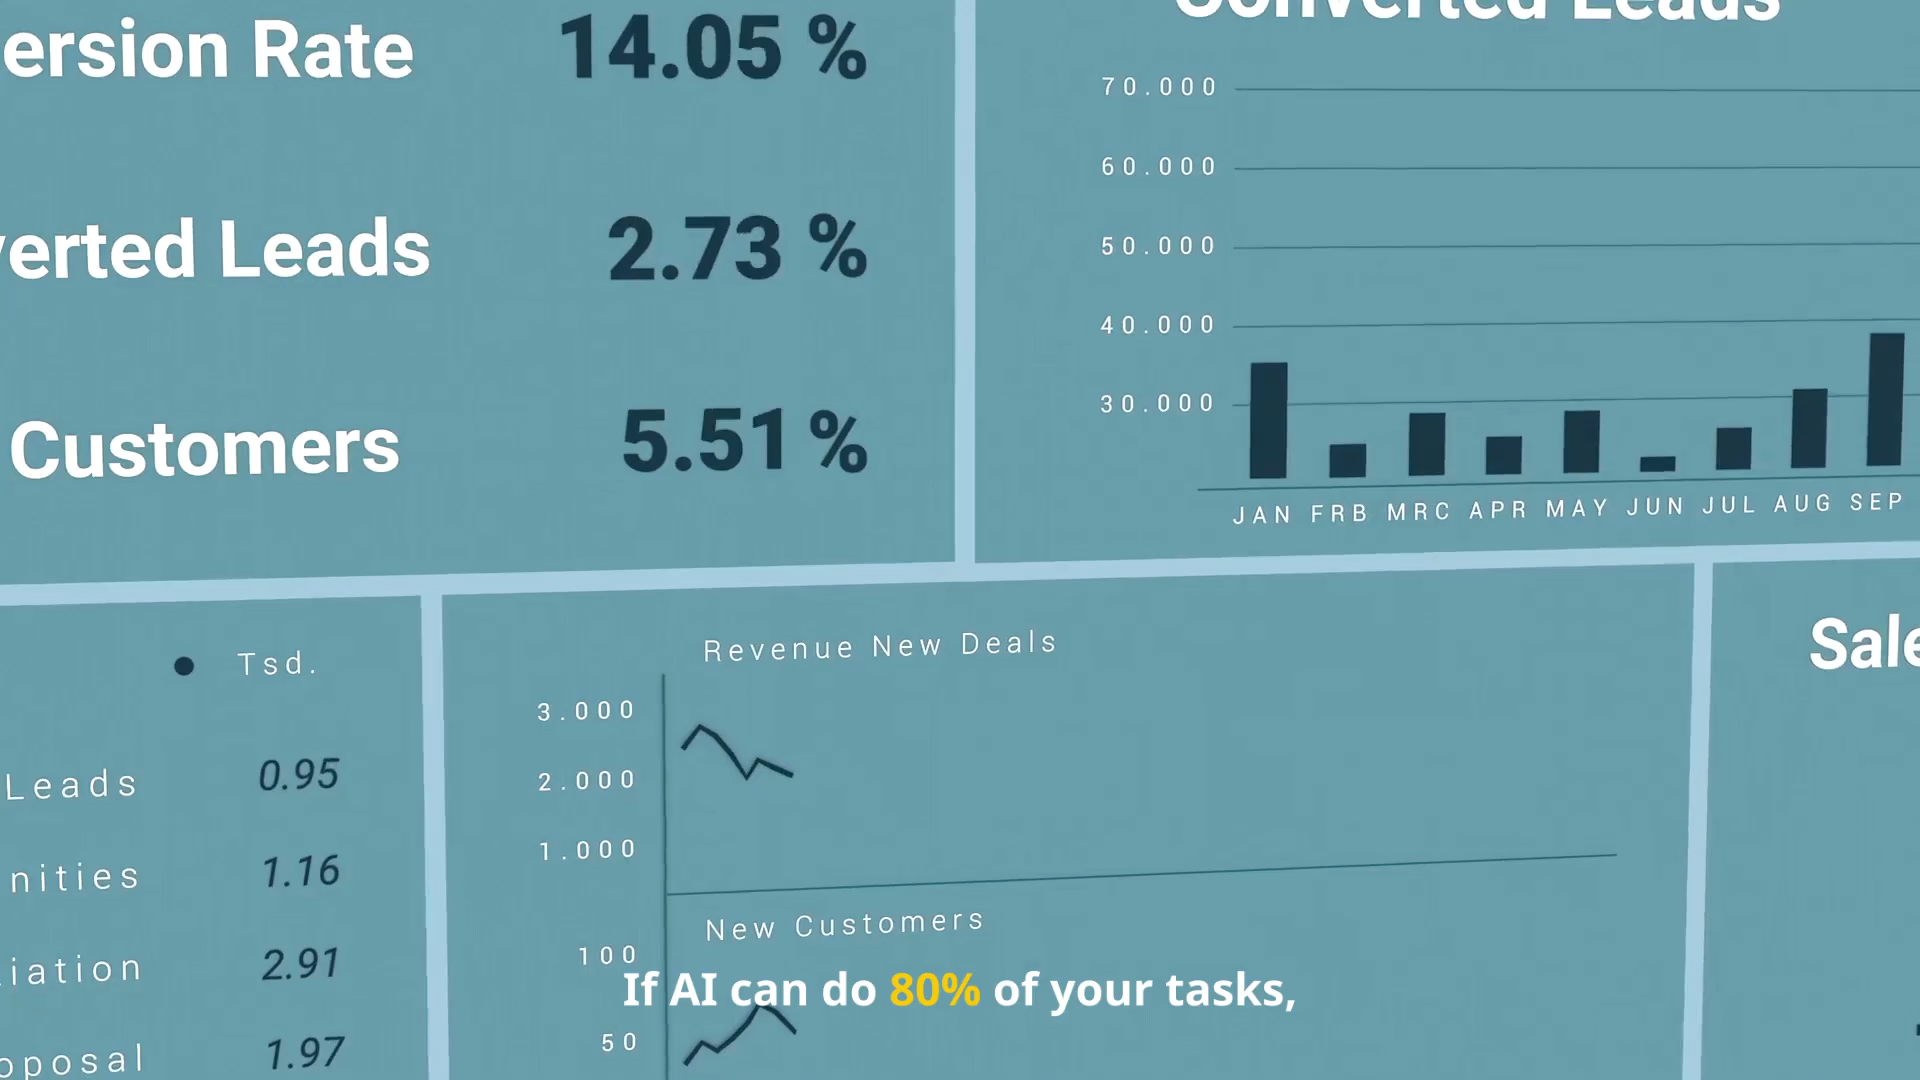 ersion Rate 14.05 %
verted Leads 2.73 %
Customers 5.51 %
Converted Leads
70.000
60.000
50.000
40.000
30.000
JAN FRB MRC APR MAY JUN JUL AUG SEP
Tsd.
Leads 0.95
nities 1.16
iation 2.91
oposal 1.97
Revenue New Deals
3.000
2.000
1.000
New Customers
100
50
Sale
If AI can do 80% of your tasks,